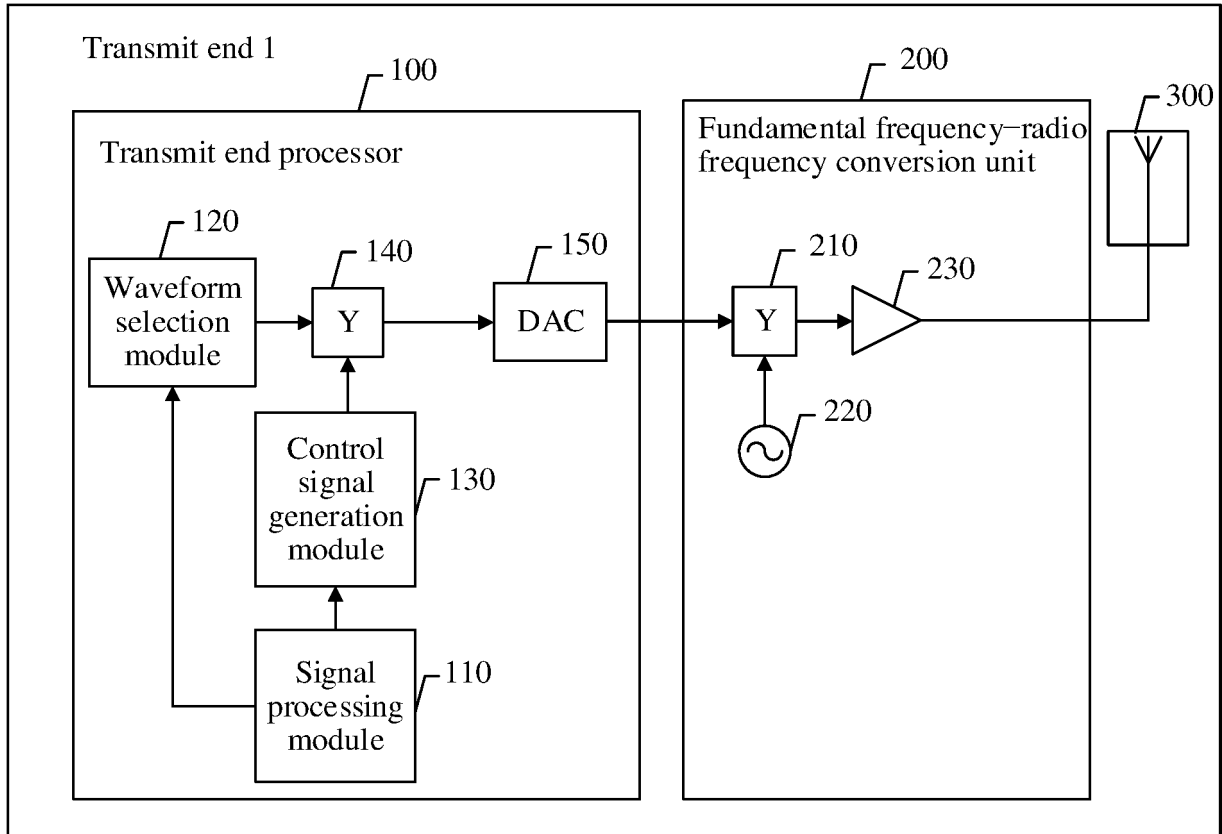 Transmit end 1
100
200
300
Transmit end processor
Fundamental frequency–radio
frequency conversion unit
120
140
150
210
230
Waveform
selection
module
Y
DAC
Y
220
Control
signal
generation
module
130
Signal
processing
module
110